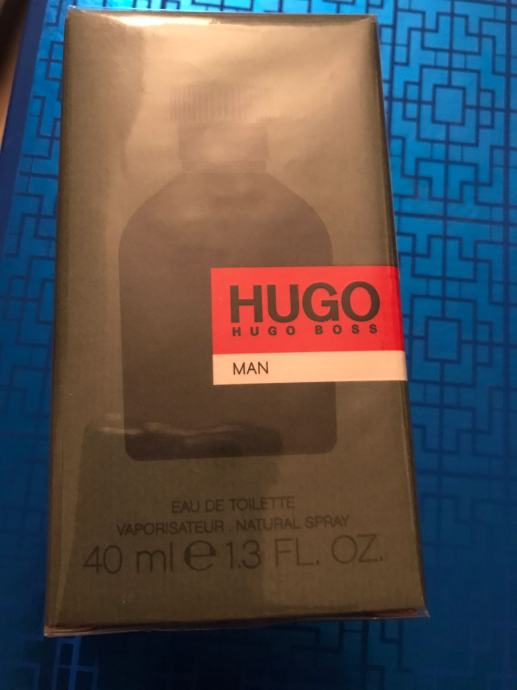 HUGO
HUGO BOSS
MAN
EAU DE TOILETTE
VAPORISATEUR . NATURAL SPRAY
40 ml ℮ 1.3 FL. OZ.